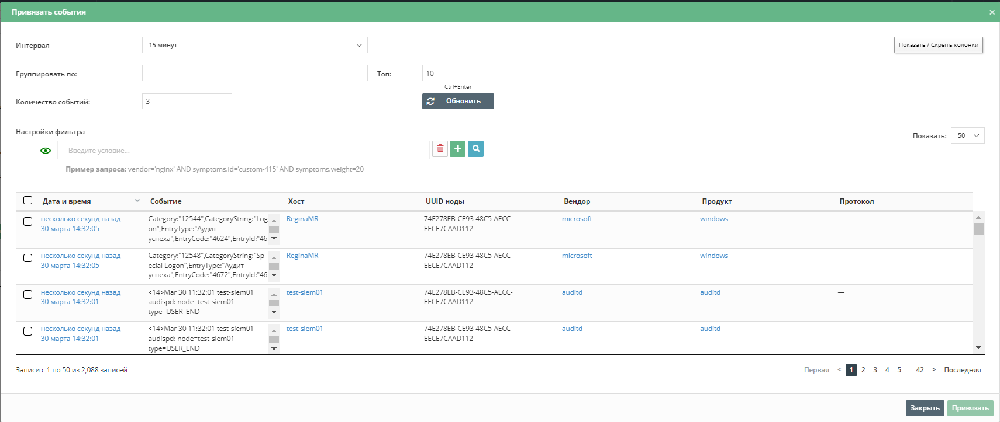 Привязать события
×
Интервал
15 минут
Показать / Скрыть колонки
Группировать по:
Топ:
10
Ctrl+Enter
Количество событий:
3
Обновить
Настройки фильтра
Показать:
50
Введите условие...
Пример запроса: vendor='nginx' AND symptoms.id='custom-415' AND symptoms.weight=20
Дата и время Событие Хост UUID ноды Вендор Продукт Протокол
несколько секунд назад
30 марта 14:32:05
Category:"12544",CategoryString:"Log
on",EntryType:"Аудит
успеха",EntryCode:"4624",EntryId:"46
ReginaMR
74E278EB-CE93-48C5-AECC-
EECE7CAAD112
microsoft
windows
—
несколько секунд назад
30 марта 14:32:05
Category:"12548",CategoryString:"Sp
ecial Logon",EntryType:"Аудит
успеха",EntryCode:"4672",EntryId:"46
ReginaMR
74E278EB-CE93-48C5-AECC-
EECE7CAAD112
microsoft
windows
—
несколько секунд назад
30 марта 14:32:01
<14>Mar 30 11:32:01 test-siem01
audispd: node=test-siem01
type=USER_END
test-siem01
74E278EB-CE93-48C5-AECC-
EECE7CAAD112
auditd
auditd
—
несколько секунд назад
30 марта 14:32:01
<14>Mar 30 11:32:01 test-siem01
audispd: node=test-siem01
type=USER_END
test-siem01
74E278EB-CE93-48C5-AECC-
EECE7CAAD112
auditd
auditd
—
Записи с 1 по 50 из 2,088 записей
Первая < 1 2 3 4 5 ... 42 > Последняя
Закрыть
Привязать